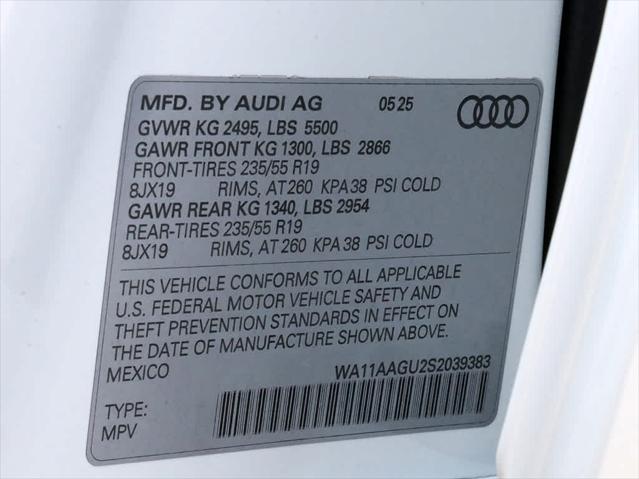 MFD. BY AUDI AG 05 25
GVWR KG 2495, LBS 5500
GAWR FRONT KG 1300, LBS 2866
FRONT-TIRES 235/55 R19
8JX19 RIMS, AT 260 KPA 38 PSI COLD
GAWR REAR KG 1340, LBS 2954
REAR-TIRES 235/55 R19
8JX19 RIMS, AT 260 KPA 38 PSI COLD
THIS VEHICLE CONFORMS TO ALL APPLICABLE
U.S. FEDERAL MOTOR VEHICLE SAFETY AND
THEFT PREVENTION STANDARDS IN EFFECT ON
THE DATE OF MANUFACTURE SHOWN ABOVE.
MEXICO WA11AAGU2S2039383
TYPE:
MPV